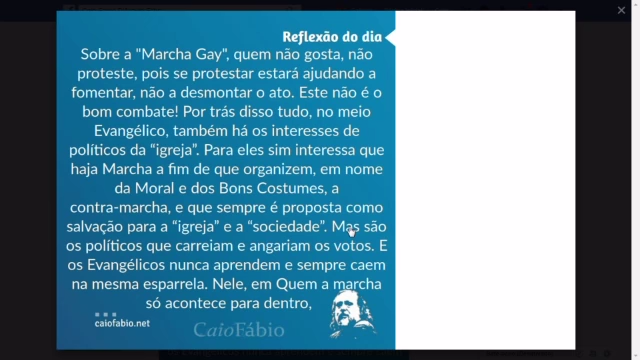 Reflexão do dia
Sobre a "Marcha Gay", quem não gosta, não
proteste, pois se protestar estará ajudando a
fomentar, não a desmontar o ato. Este não é o
bom combate! Por trás disso tudo, no meio
Evangélico, também há os interesses de
políticos da “igreja”. Para eles sim interessa que
haja Marcha a fim de que organizem, em nome
da Moral e dos Bons Costumes, a
contra-marcha, e que sempre é proposta como
salvação para a “igreja” e a “sociedade”. Mas são
os políticos que carreiam e angariam os votos. E
os Evangélicos nunca aprendem e sempre caem
na mesma esparrela. Nele, em Quem a marcha
só acontece para dentro,
caiofabio.net
CaioFábio